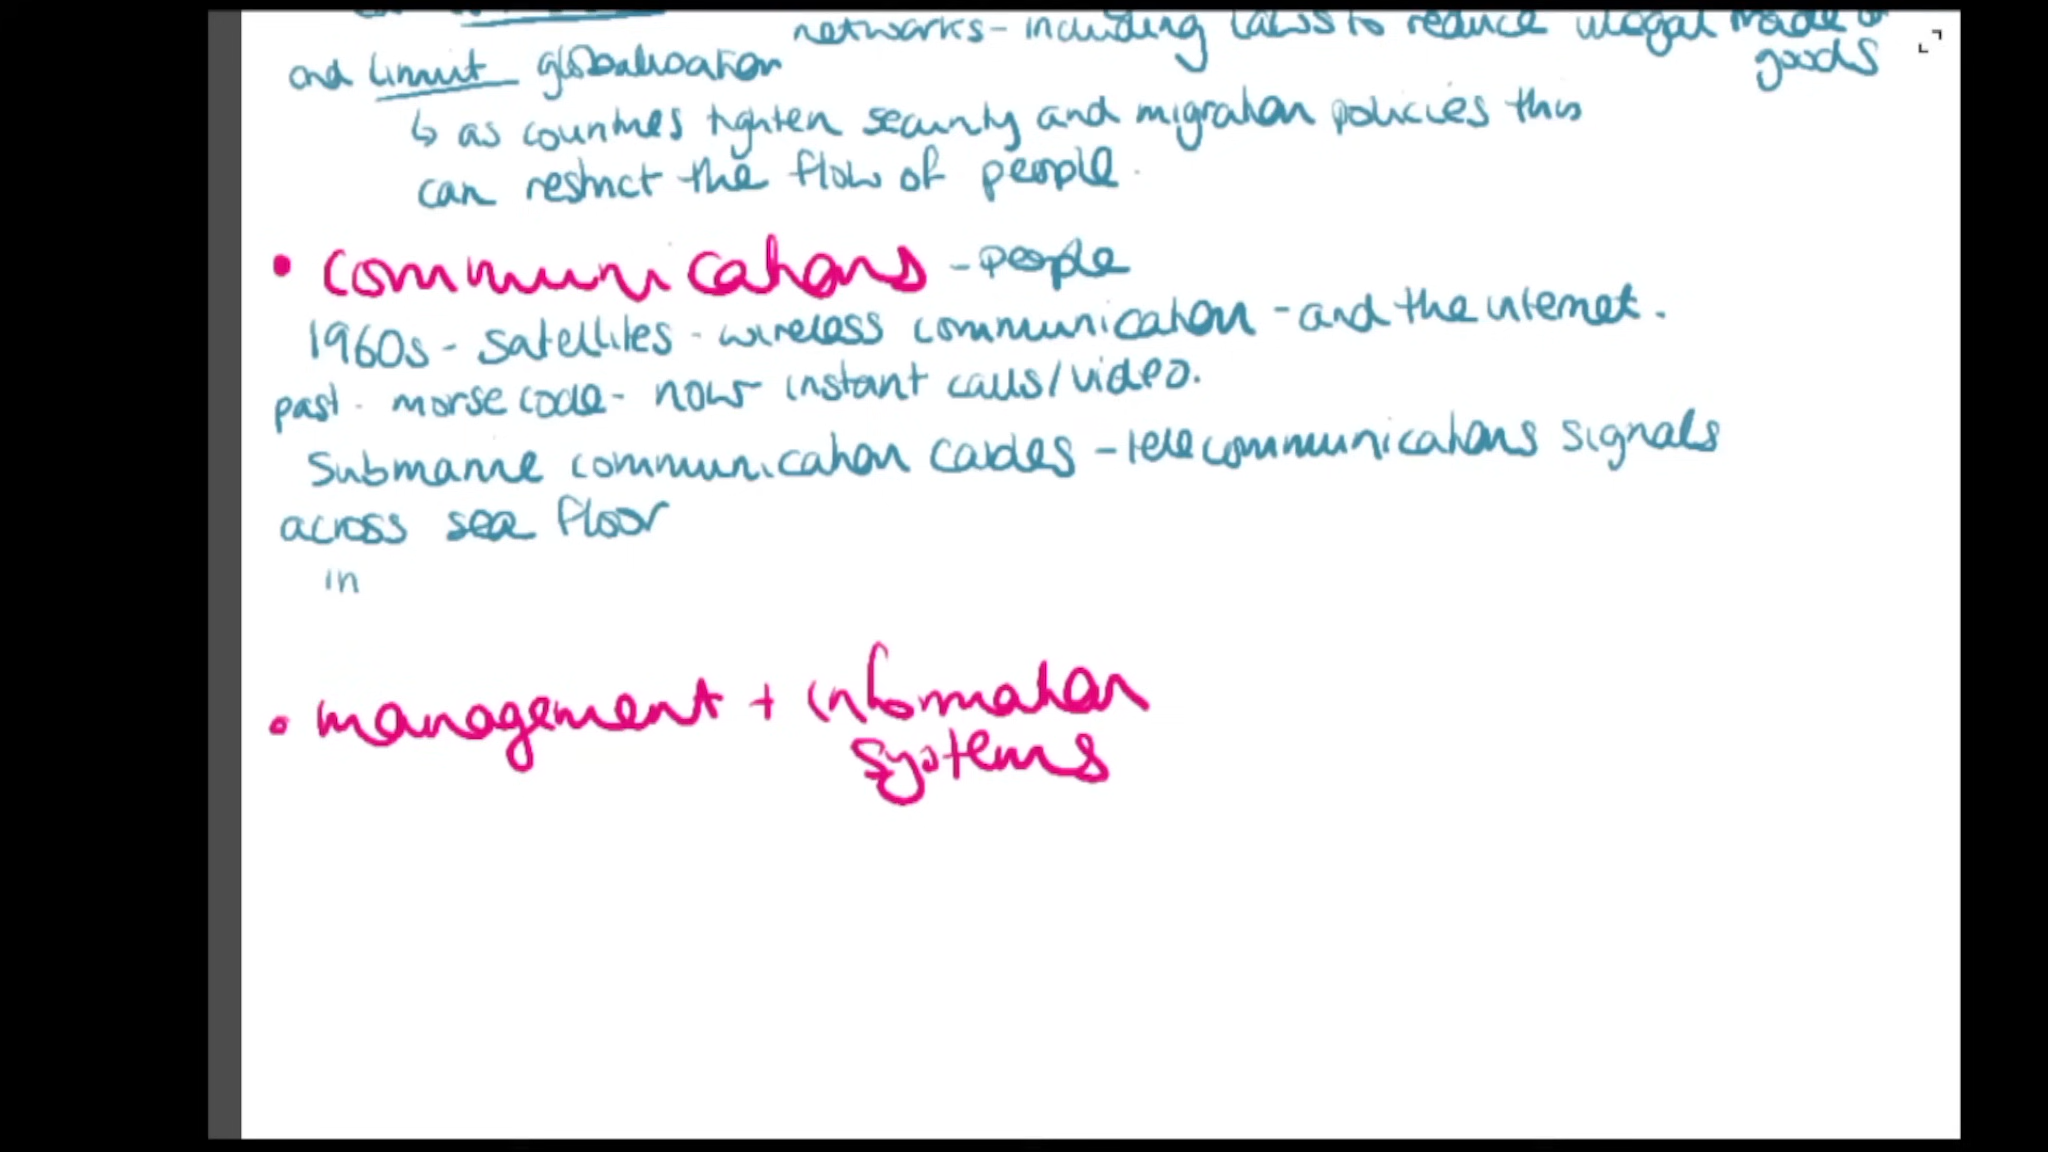 networks - including laws to reduce illegal trade of
and limit globalisation goods
↳ as countries tighten security and migration policies this
can restrict the flow of people.
• communications - people
1960s - satellites - wireless communication - and the internet.
past - morse code - now instant calls/video.
Submarine communication cables - telecommunications signals
across sea floor
in
• management + information
systems